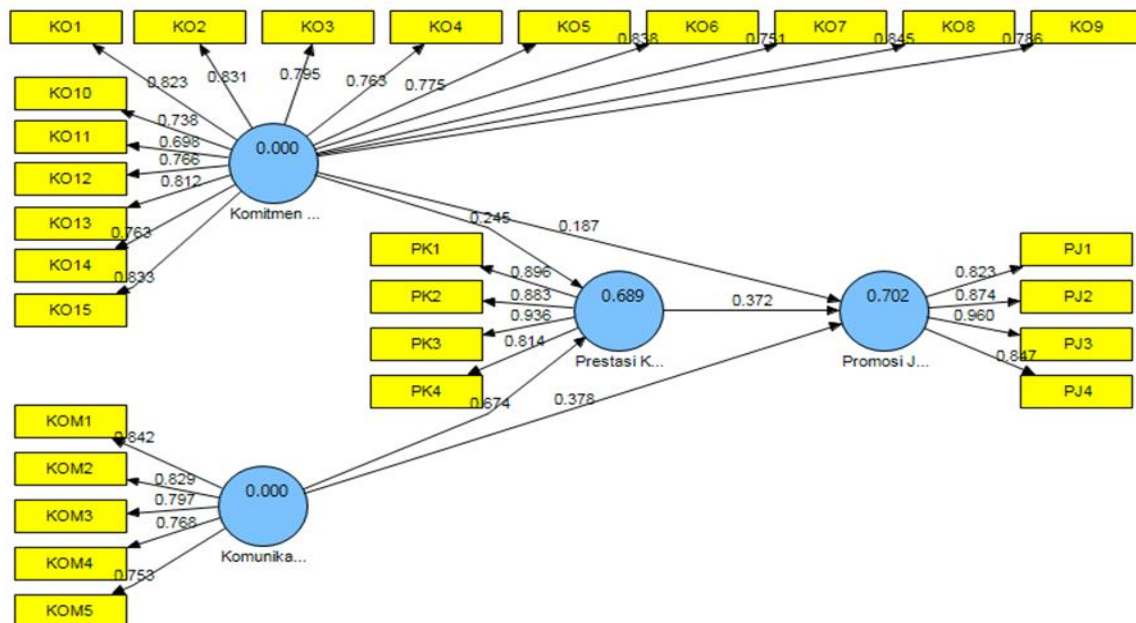 KO1 KO2 KO3 KO4 KO5 KO6 KO7 KO8 KO9
0.823 0.831 0.795 0.763 0.775 0.838 0.751 0.845 0.786
KO10
0.738
KO11
0.698
KO12
0.766
KO13
0.812
KO14
0.763
KO15
0.833
0.000
Komitmen ...
0.245
0.187
PK1
0.896
PK2
0.883
PK3
0.936
PK4
0.814
0.689
Prestasi K...
0.372
0.702
Promosi J...
PJ1
0.823
PJ2
0.874
PJ3
0.960
PJ4
0.847
0.674
0.378
KOM1
0.842
KOM2
0.829
KOM3
0.797
KOM4
0.768
KOM5
0.753
0.000
Komunika...